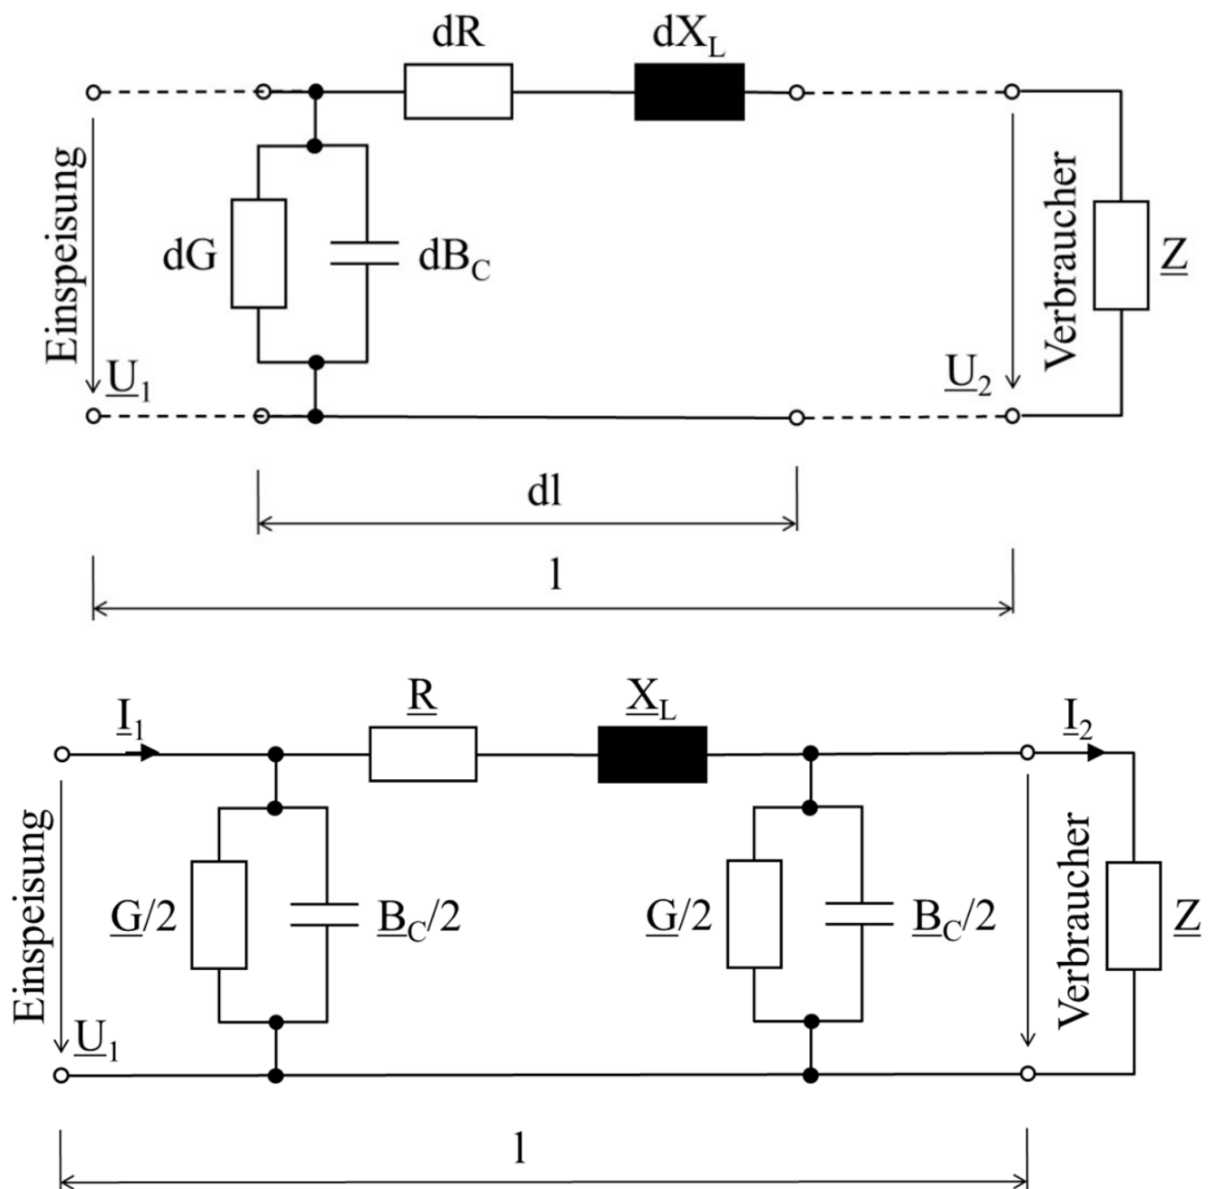 dR
dX_L
Einspeisung
dG
dB_C
Verbraucher
Z
U_1
U_2
dl
l
I_1
R
X_L
I_2
Einspeisung
G/2
B_C/2
G/2
B_C/2
Verbraucher
Z
U_1
l